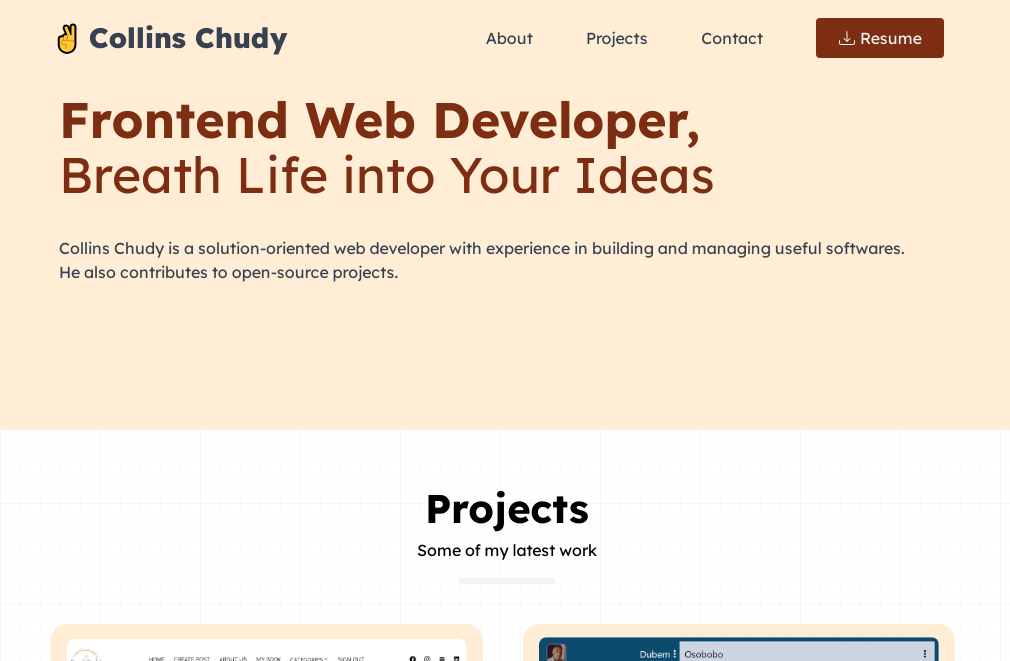 Collins Chudy
About
Projects
Contact
Resume
Frontend Web Developer,
Breath Life into Your Ideas
Collins Chudy is a solution-oriented web developer with experience in building and managing useful softwares.
He also contributes to open-source projects.
Projects
Some of my latest work
HOME CREATE POST ABOUT US MY BOOK CATEGORIES SIGN OUT
Dubem
Osobobo